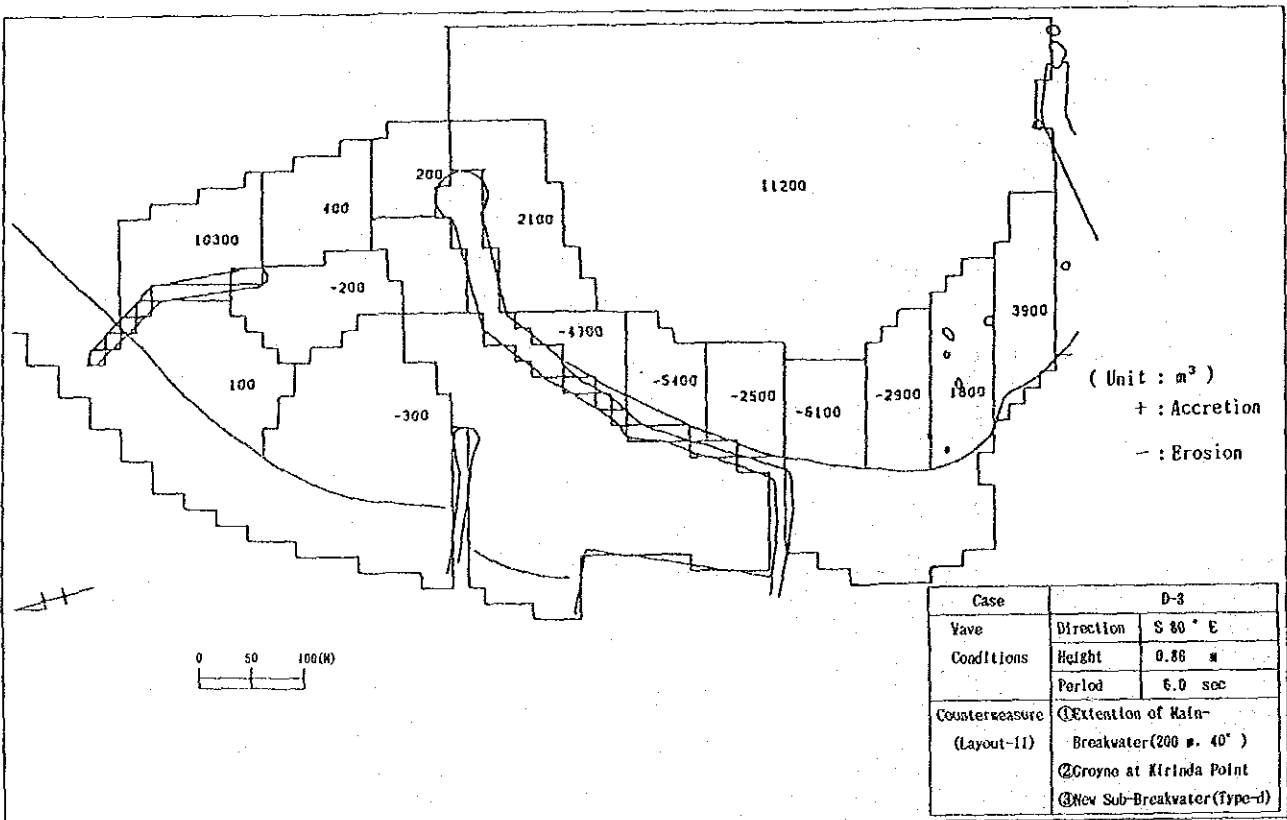 11200
200
400
2100
10300
-200
3900
-5400
-2500
-2900
1800
100
-300
-6100
( Unit : m³ )
+ : Accretion
- : Erosion
0 50 100(M)
Case D-3
Wave Direction S 80° E
Conditions Height 0.86 m
Period 6.0 sec
Countermeasure ①Extention of Main-
(Layout-11) Breakwater(200 m, 40° )
②Groyne at Kirinda Point
③New Sub-Breakwater(Type-d)